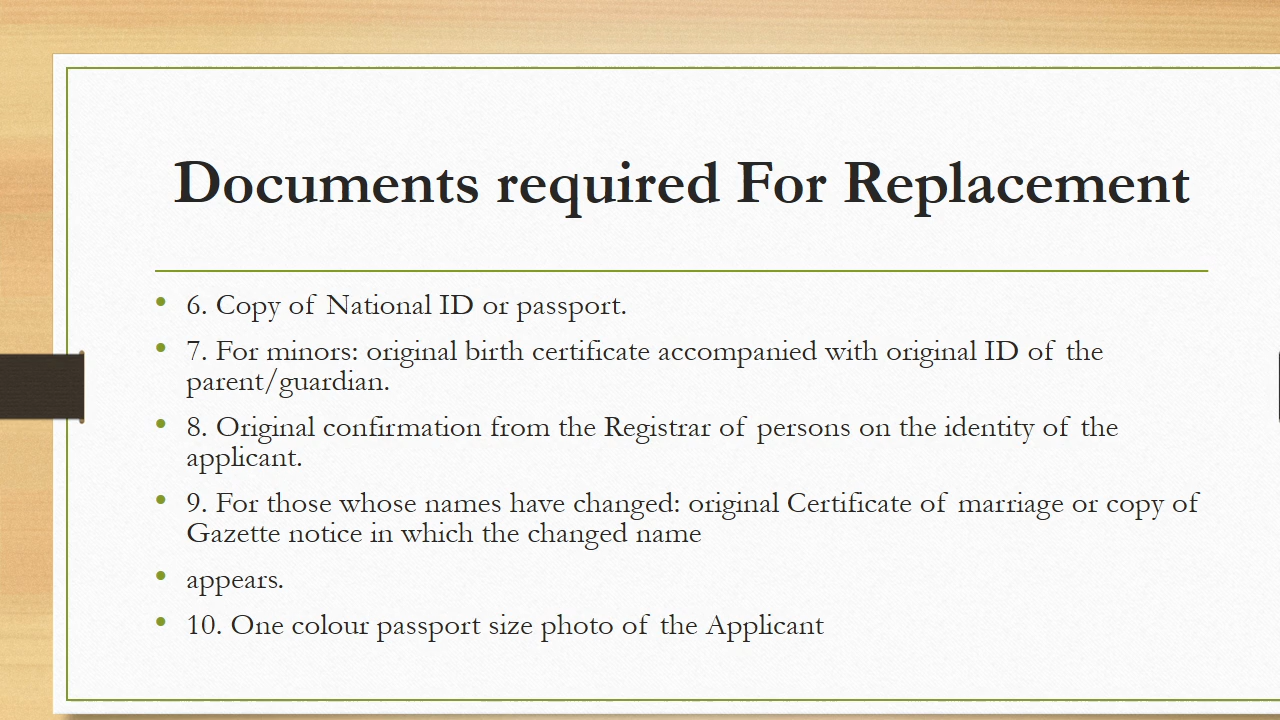 Documents required For Replacement
• 6. Copy of National ID or passport.
• 7. For minors: original birth certificate accompanied with original ID of the
parent/guardian.
• 8. Original confirmation from the Registrar of persons on the identity of the
applicant.
• 9. For those whose names have changed: original Certificate of marriage or copy of
Gazette notice in which the changed name
• appears.
• 10. One colour passport size photo of the Applicant